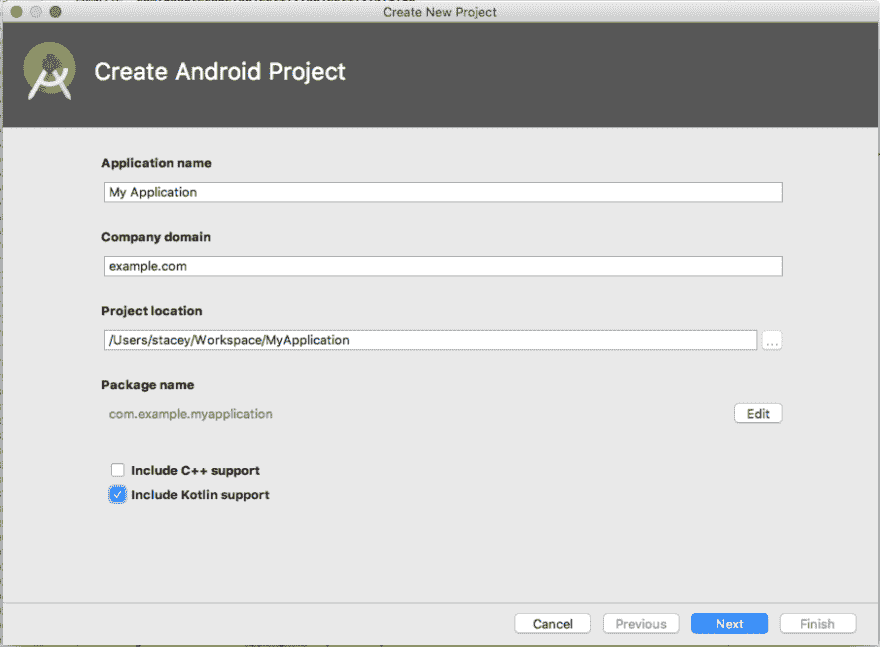 Create New Project
Create Android Project
Application name
My Application
Company domain
example.com
Project location
/Users/stacey/Workspace/MyApplication
...
Package name
com.example.myapplication
Edit
Include C++ support
Include Kotlin support
Cancel Previous Next Finish